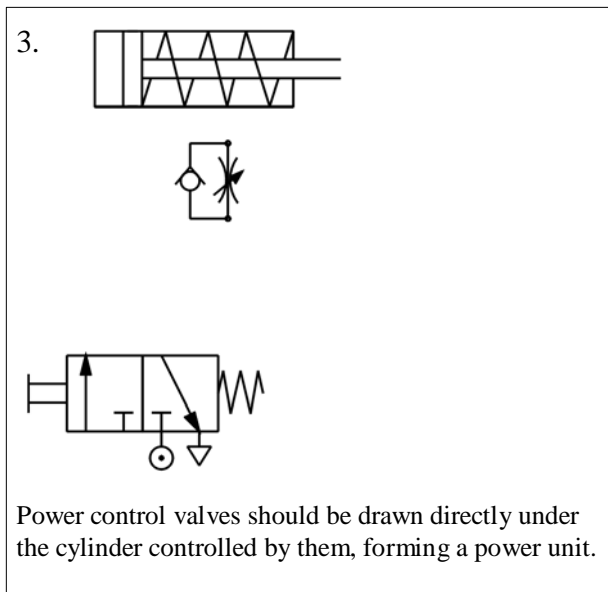 3.
Power control valves should be drawn directly under
the cylinder controlled by them, forming a power unit.